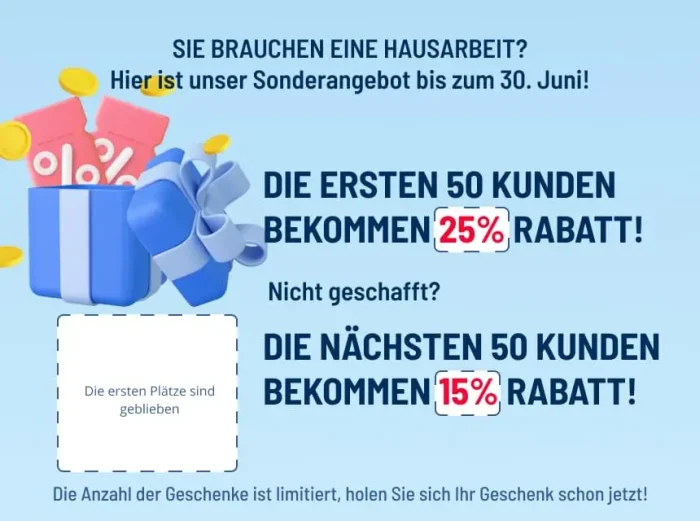 SIE BRAUCHEN EINE HAUSARBEIT?
Hier ist unser Sonderangebot bis zum 30. Juni!
%%
DIE ERSTEN 50 KUNDEN
BEKOMMEN 25% RABATT!
Nicht geschafft?
DIE NÄCHSTEN 50 KUNDEN
BEKOMMEN 15% RABATT!
Die ersten Plätze sind
geblieben
Die Anzahl der Geschenke ist limitiert, holen Sie sich Ihr Geschenk schon jetzt!